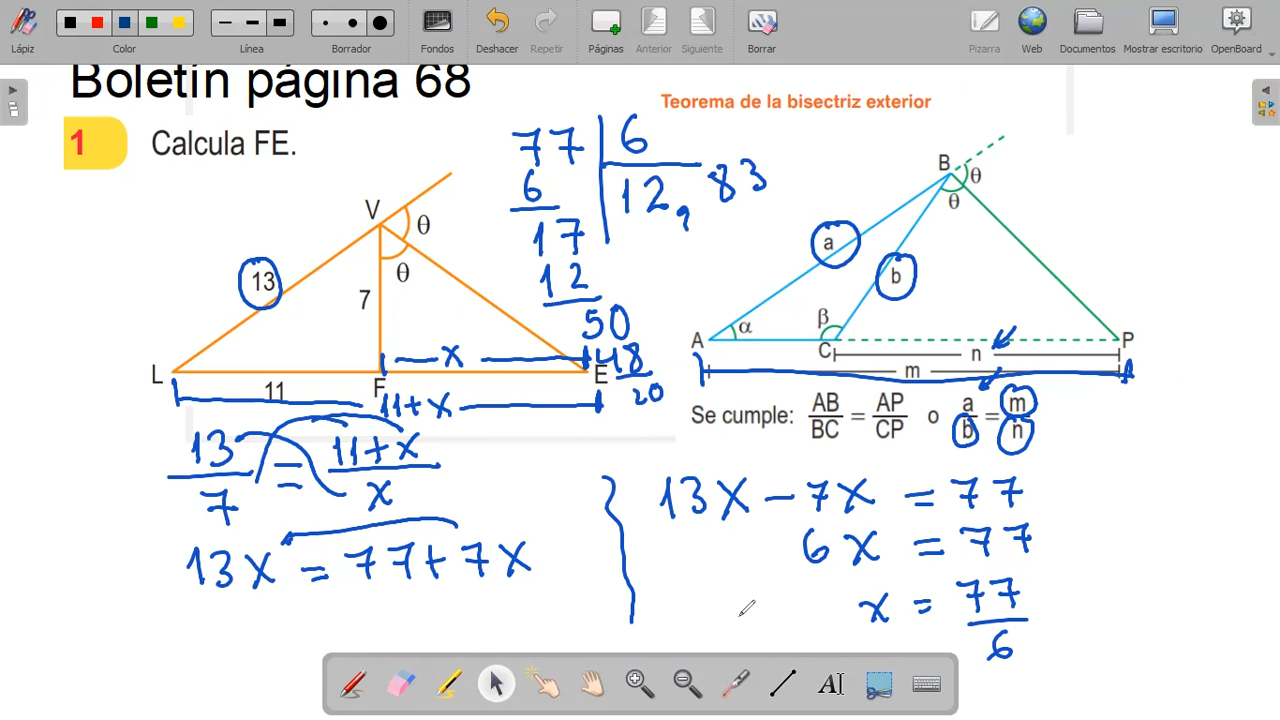 Lápiz
Color
Línea
Borrador
Fondos
Deshacer
Repetir
Páginas
Anterior
Siguiente
Borrar
Pizarra
Web
Documentos
Mostrar escritorio
OpenBoard
Boletín página 68
1 Calcula FE.
V
θ
θ
13
7
L
11
F
E
x
11+x
77 | 6
6
12,83
17
12
50
48
20
Teorema de la bisectriz exterior
B
θ
θ
a
b
α
β
A
C
P
n
m
Se cumple: AB/BC = AP/CP o a/b = m/n
13/7 = 11+x/x
13x = 77+7x
13x - 7x = 77
6x = 77
x = 77/6